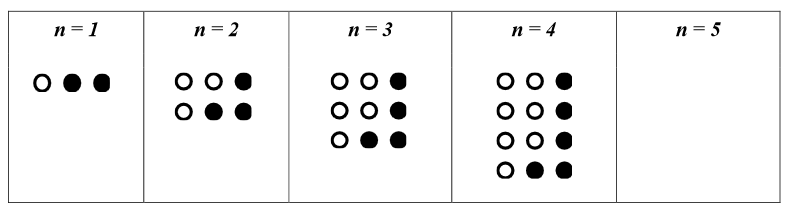 n = 1 n = 2 n = 3 n = 4 n = 5